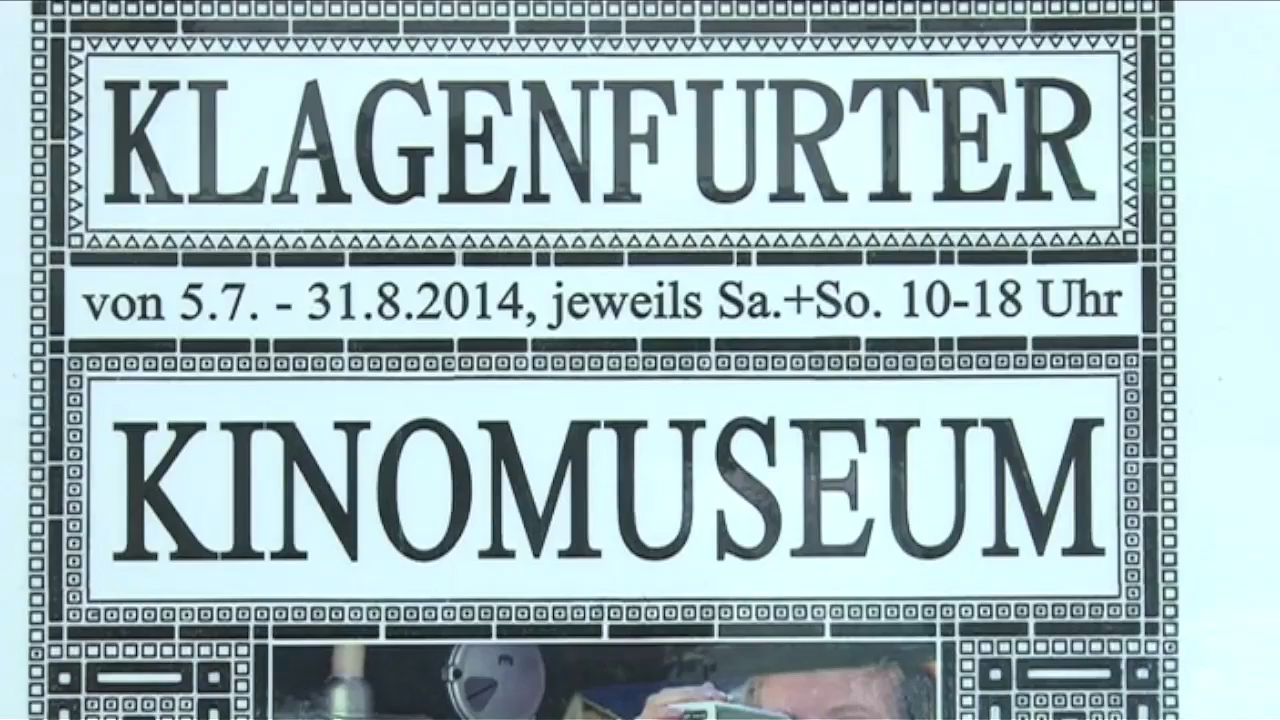 KLAGENFURTER
von 5.7. - 31.8.2014, jeweils Sa.+So. 10-18 Uhr
KINOMUSEUM